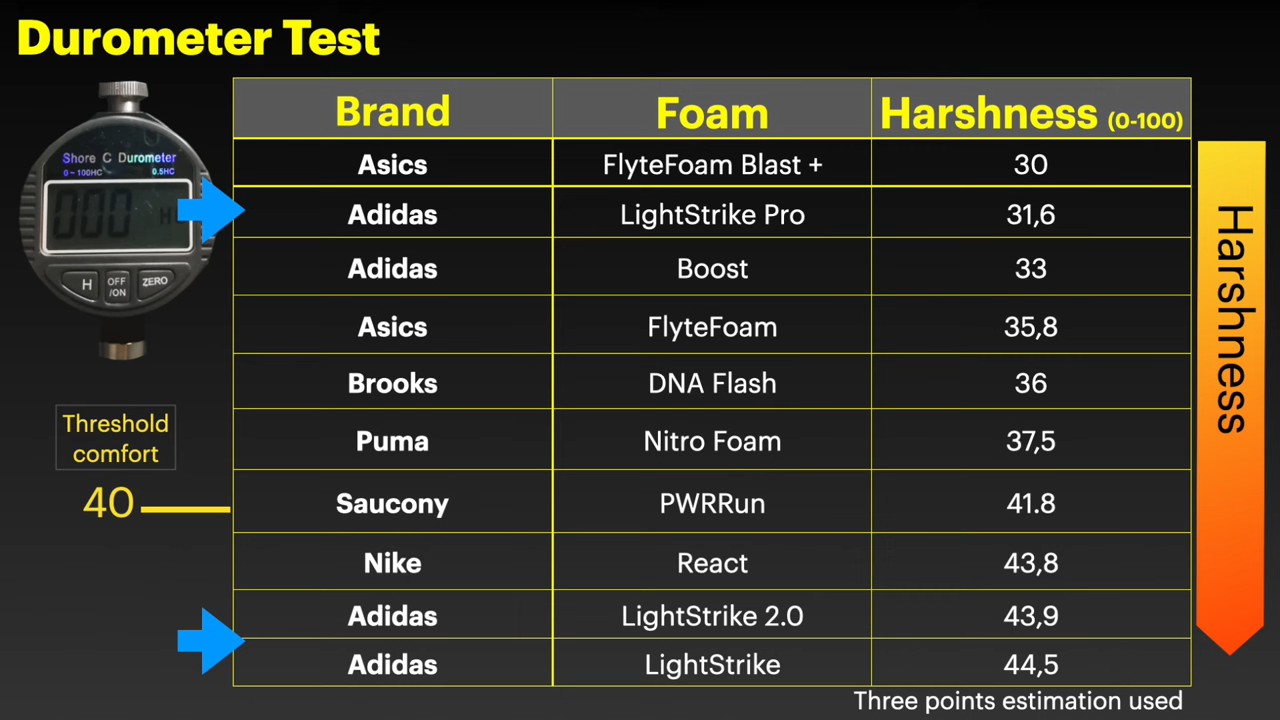 Durometer Test
Shore C Durometer
0 ~ 100HC 0.5HC
000 H
H OFF /ON ZERO
Brand Foam Harshness (0-100)
Asics FlyteFoam Blast + 30
Adidas LightStrike Pro 31,6
Adidas Boost 33
Asics FlyteFoam 35,8
Brooks DNA Flash 36
Puma Nitro Foam 37,5
Saucony PWRRun 41.8
Nike React 43,8
Adidas LightStrike 2.0 43,9
Adidas LightStrike 44,5
Threshold
comfort
40
Harshness
Three points estimation used